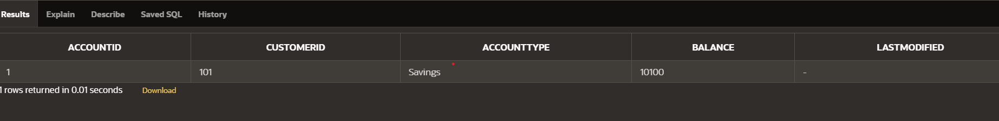 Results Explain Describe Saved SQL History
ACCOUNTID CUSTOMERID ACCOUNTTYPE BALANCE LASTMODIFIED
1 101 Savings 10100 -
1 rows returned in 0.01 seconds Download